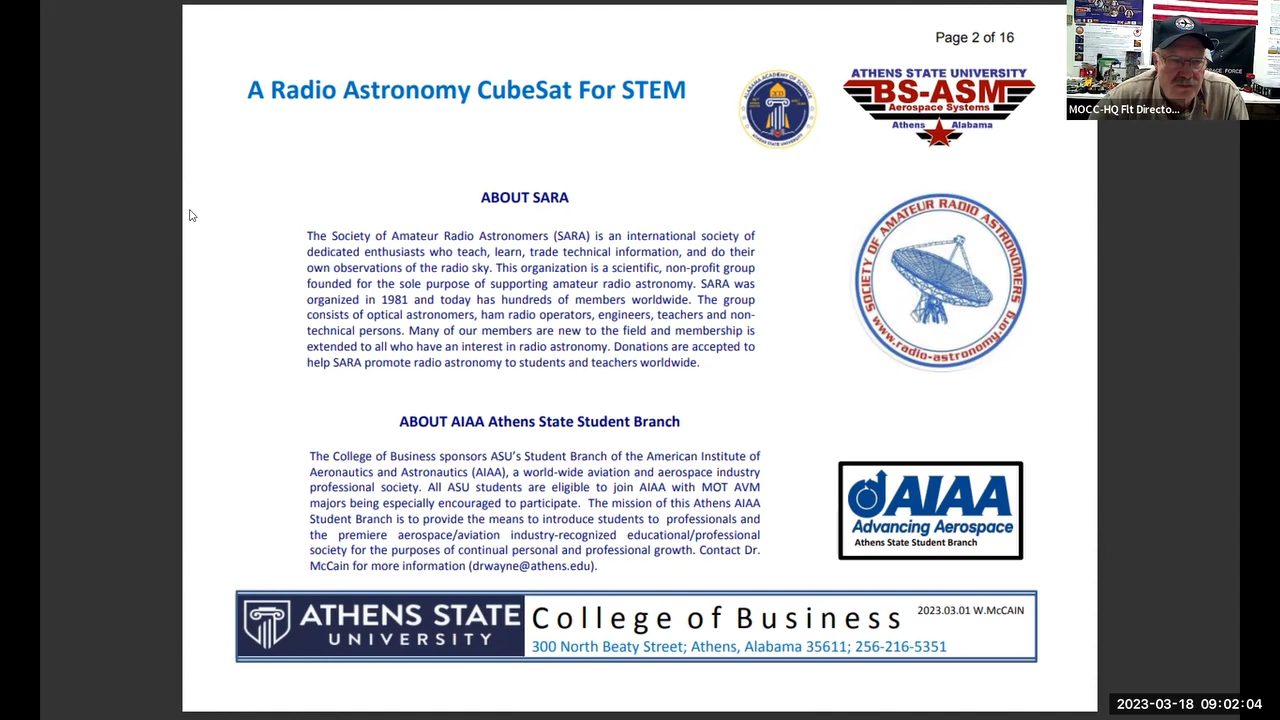 Page 2 of 16
A Radio Astronomy CubeSat For STEM
ATHENS STATE UNIVERSITY
BS-ASM
Aerospace Systems
Athens Alabama
SPACE FORCE
MOCC-HQ Flt Directo...
ABOUT SARA
The Society of Amateur Radio Astronomers (SARA) is an international society of
dedicated enthusiasts who teach, learn, trade technical information, and do their
own observations of the radio sky. This organization is a scientific, non-profit group
founded for the sole purpose of supporting amateur radio astronomy. SARA was
organized in 1981 and today has hundreds of members worldwide. The group
consists of optical astronomers, ham radio operators, engineers, teachers and non-
technical persons. Many of our members are new to the field and membership is
extended to all who have an interest in radio astronomy. Donations are accepted to
help SARA promote radio astronomy to students and teachers worldwide.
SOCIETY OF AMATEUR RADIO ASTRONOMERS
www.radio-astronomy.org
ABOUT AIAA Athens State Student Branch
The College of Business sponsors ASU's Student Branch of the American Institute of
Aeronautics and Astronautics (AIAA), a world-wide aviation and aerospace industry
professional society. All ASU students are eligible to join AIAA with MOT AVM
majors being especially encouraged to participate. The mission of this Athens AIAA
Student Branch is to provide the means to introduce students to professionals and
the premiere aerospace/aviation industry-recognized educational/professional
society for the purposes of continual personal and professional growth. Contact Dr.
McCain for more information (drwayne@athens.edu).
AIAA
Advancing Aerospace
Athens State Student Branch
ATHENS STATE
UNIVERSITY
College of Business
2023.03.01 W.McCAIN
300 North Beaty Street; Athens, Alabama 35611; 256-216-5351
2023-03-18 09:02:04